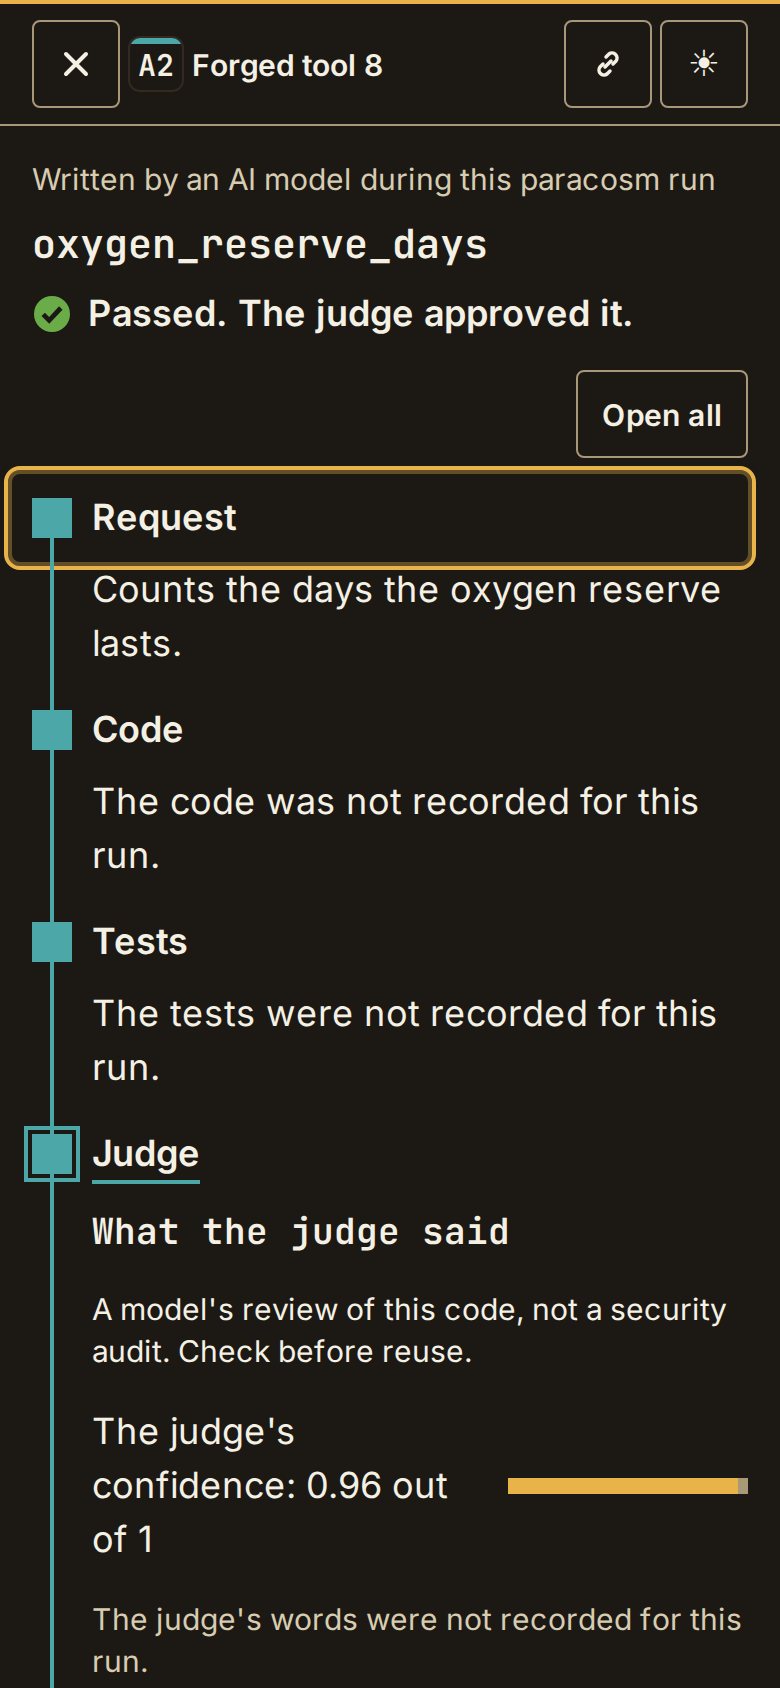 A2 Forged tool 8
Written by an AI model during this paracosm run
oxygen_reserve_days
Passed. The judge approved it.
Open all
Request
Counts the days the oxygen reserve
lasts.
Code
The code was not recorded for this
run.
Tests
The tests were not recorded for this
run.
Judge
What the judge said
A model's review of this code, not a security
audit. Check before reuse.
The judge's
confidence: 0.96 out
of 1
The judge's words were not recorded for this
run.